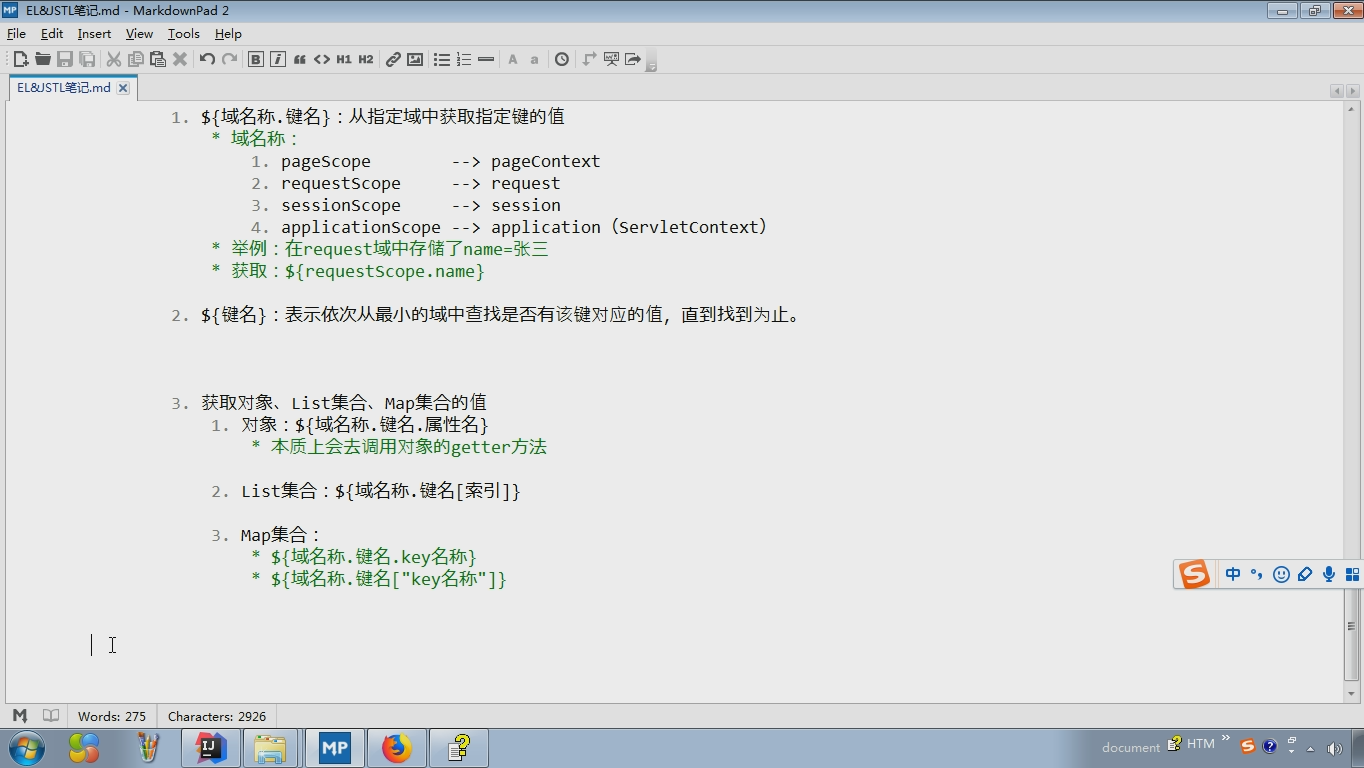 EL&JSTL笔记.md - MarkdownPad 2
File Edit Insert View Tools Help
H1 H2 A a
EL&JSTL笔记.md
1. ${域名称.键名}：从指定域中获取指定键的值
* 域名称：
1. pageScope --> pageContext
2. requestScope --> request
3. sessionScope --> session
4. applicationScope --> application（ServletContext）
* 举例：在request域中存储了name=张三
* 获取：${requestScope.name}
2. ${键名}：表示依次从最小的域中查找是否有该键对应的值，直到找到为止。
3. 获取对象、List集合、Map集合的值
1. 对象：${域名称.键名.属性名}
* 本质上会去调用对象的getter方法
2. List集合：${域名称.键名[索引]}
3. Map集合：
* ${域名称.键名.key名称}
* ${域名称.键名["key名称"]}
中
Words: 275 Characters: 2926
MP
document HTM